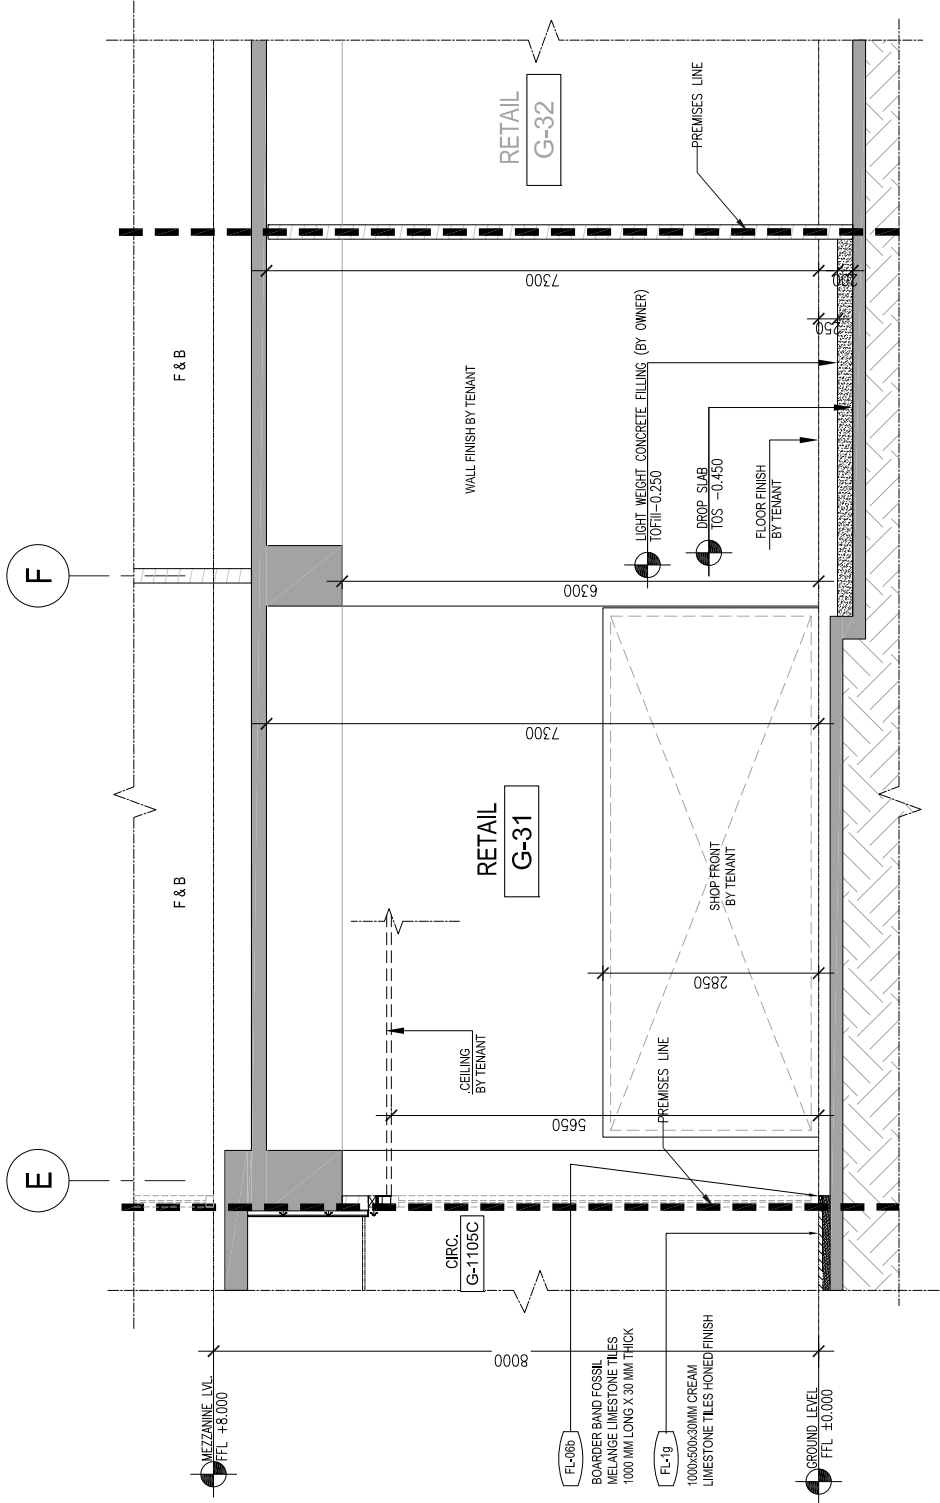 E
F
MEZZANINE LVL.
FFL +8.000
F & B
F & B
8000
CIRC.
G-1105C
.CEILING
BY TENANT
5650
RETAIL
G-31
7300
6300
WALL FINISH BY TENANT
7300
RETAIL
G-32
PREMISES LINE
2850
SHOP FRONT
BY TENANT
PREMISES LINE
LIGHT WEIGHT CONCRETE FILLING (BY OWNER)
TOFill-0.250
DROP SLAB
TOS -0.450
FLOOR FINISH
BY TENANT
250
200
FL-06b
BOARDER BAND FOSSIL
MELANGE LIMESTONE TILES
1000 MM LONG X 30 MM THICK
FL-1g
1000x500x30MM CREAM
LIMESTONE TILES HONED FINISH
GROUND LEVEL
FFL ±0.000